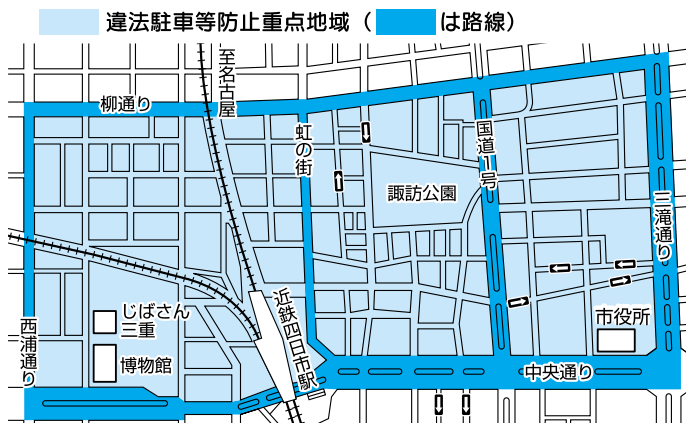 違法駐車等防止重点地域（　　は路線）
至名古屋
柳通り
虹の街
国道1号
諏訪公園
三滝通り
西浦通り
じばさん
三重
博物館
近鉄四日市駅
市役所
中央通り